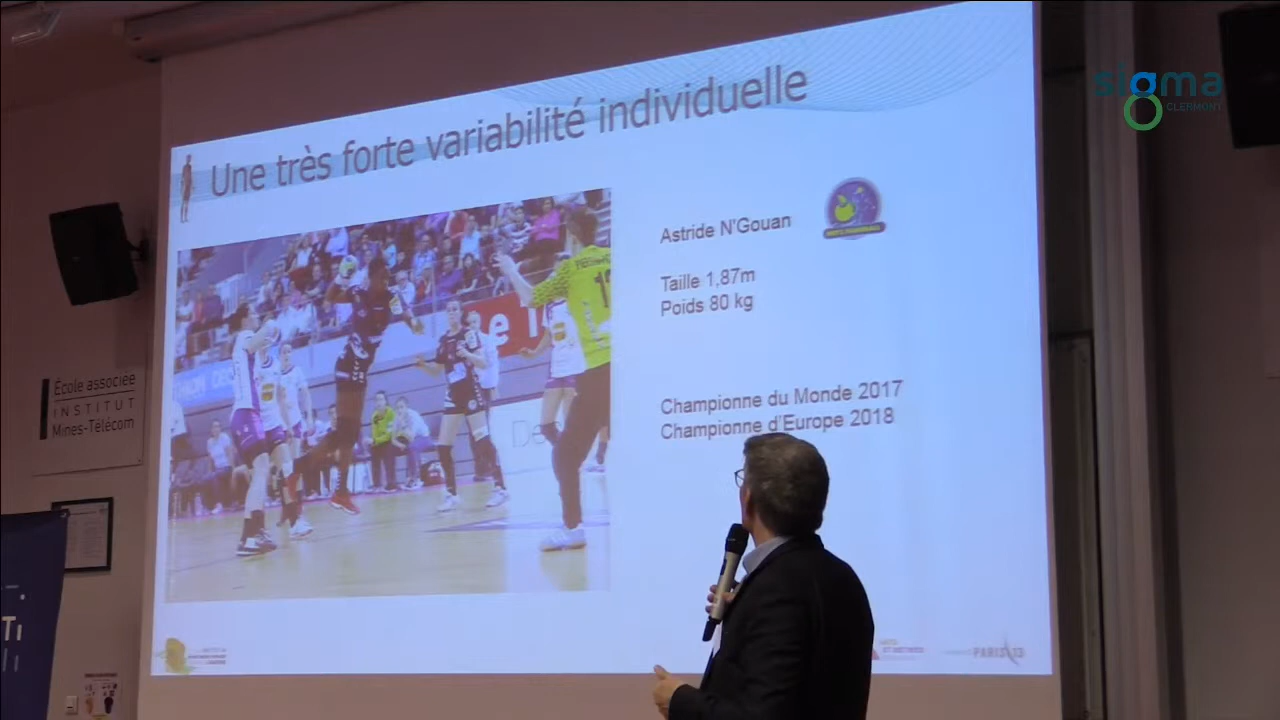 sigma
CLERMONT
Une très forte variabilité individuelle
Astride N'Gouan
Taille 1,87m
Poids 80 kg
Championne du Monde 2017
Championne d'Europe 2018
École associée
INSTITUT
Mines-Télécom
PARIS 13